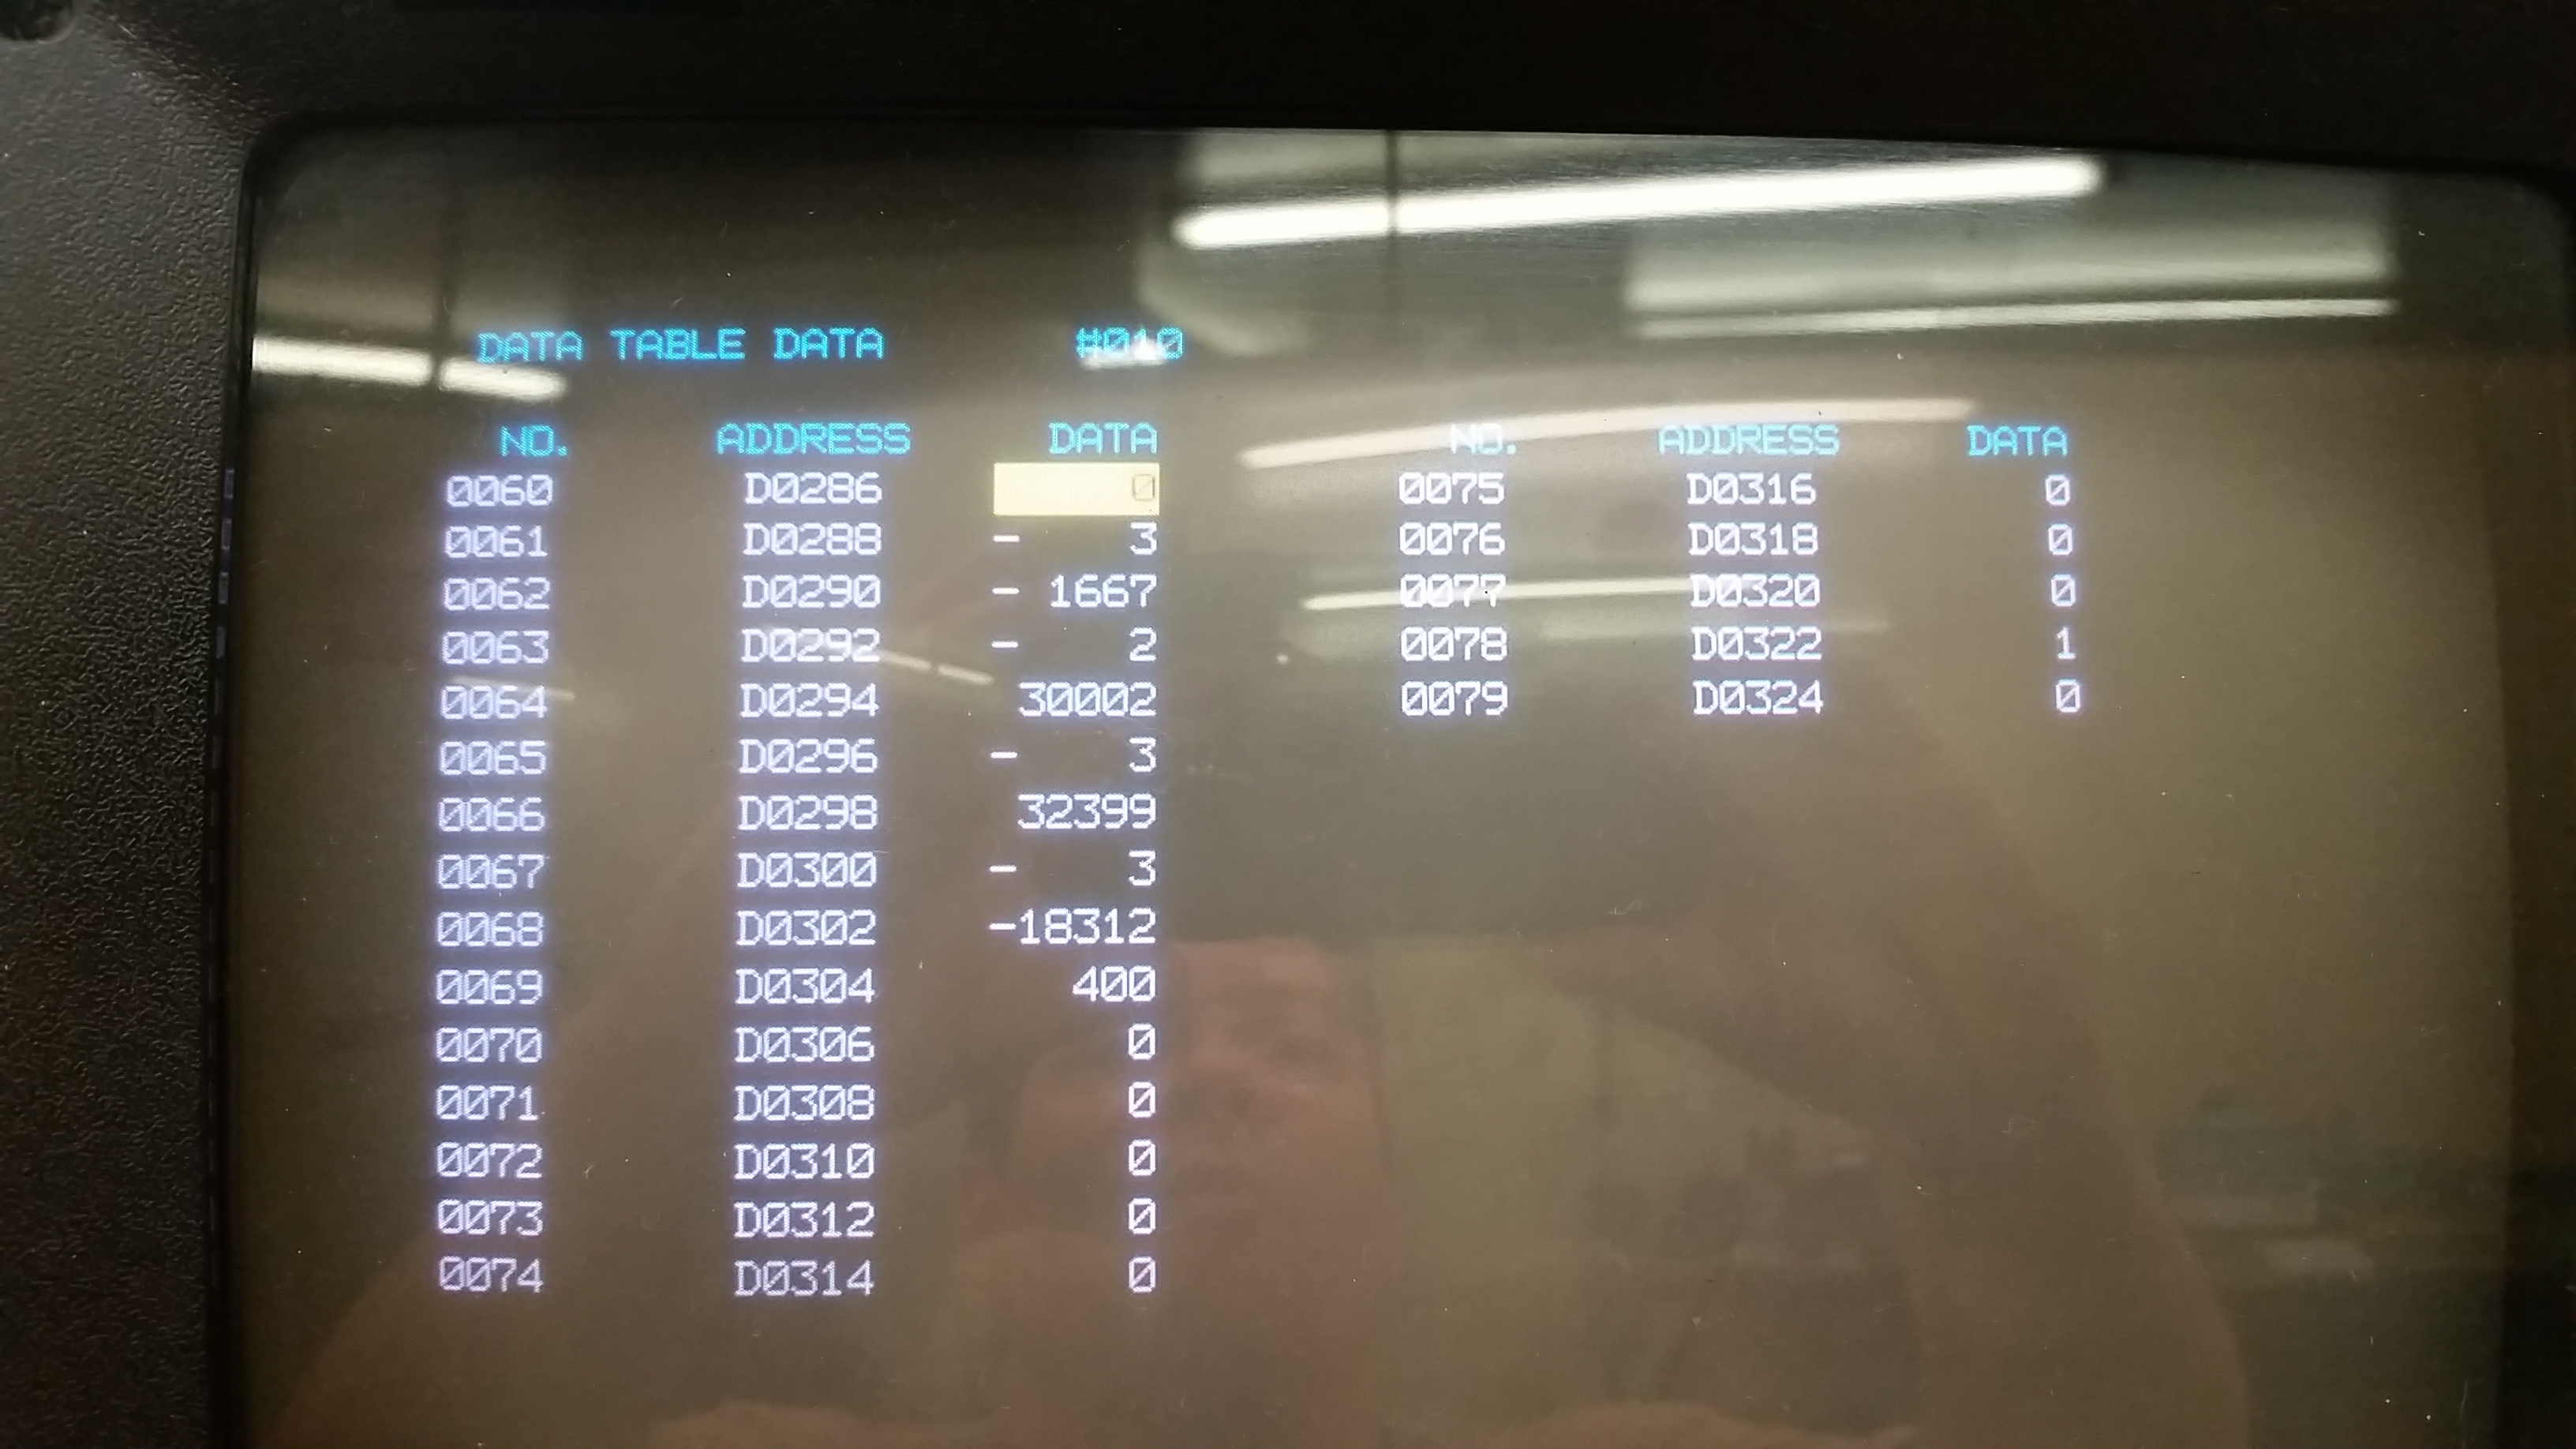 DATA TABLE DATA #010
NO. ADDRESS DATA NO. ADDRESS DATA
0060 D0286 0 0075 D0316 0
0061 D0288 - 3 0076 D0318 0
0062 D0290 - 1667 0077 D0320 0
0063 D0292 - 2 0078 D0322 1
0064 D0294 30002 0079 D0324 0
0065 D0296 - 3
0066 D0298 32399
0067 D0300 - 3
0068 D0302 -18312
0069 D0304 400
0070 D0306 0
0071 D0308 0
0072 D0310 0
0073 D0312 0
0074 D0314 0